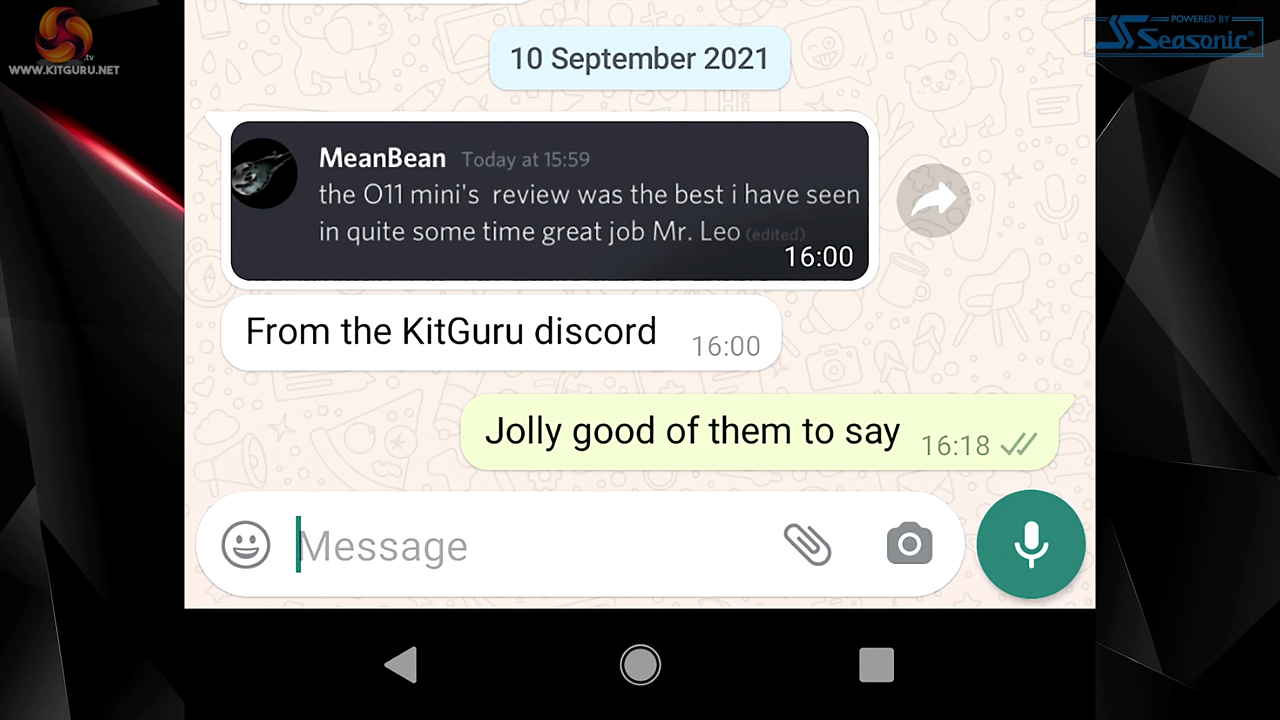 .tv
WWW.KITGURU.NET
POWERED BY
Seasonic®
10 September 2021
Hi
MeanBean Today at 15:59
the O11 mini's review was the best i have seen
in quite some time great job Mr. Leo (edited)
16:00
From the KitGuru discord 16:00
Jolly good of them to say 16:18
Message